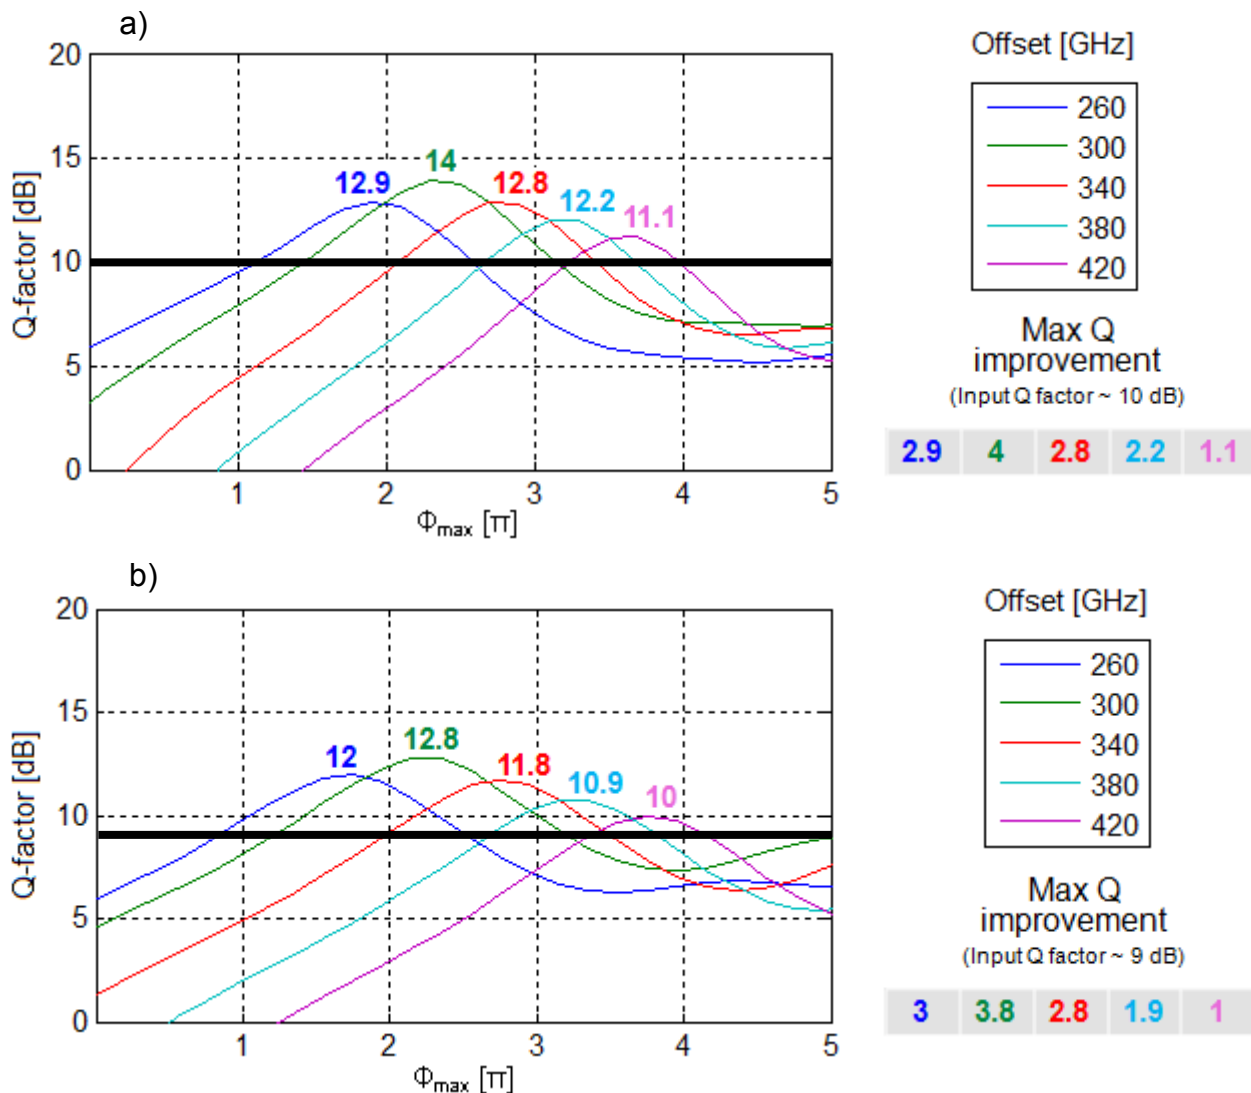 a)
20
15
10
5
0
Q-factor [dB]
12.9
14
12.8
12.2
11.1
1 2 3 4 5
Φmax [π]
Offset [GHz]
260
300
340
380
420
Max Q
improvement
(Input Q factor ~ 10 dB)
2.9 4 2.8 2.2 1.1
b)
20
15
10
5
0
Q-factor [dB]
12
12.8
11.8
10.9
10
1 2 3 4 5
Φmax [π]
Offset [GHz]
260
300
340
380
420
Max Q
improvement
(Input Q factor ~ 9 dB)
3 3.8 2.8 1.9 1